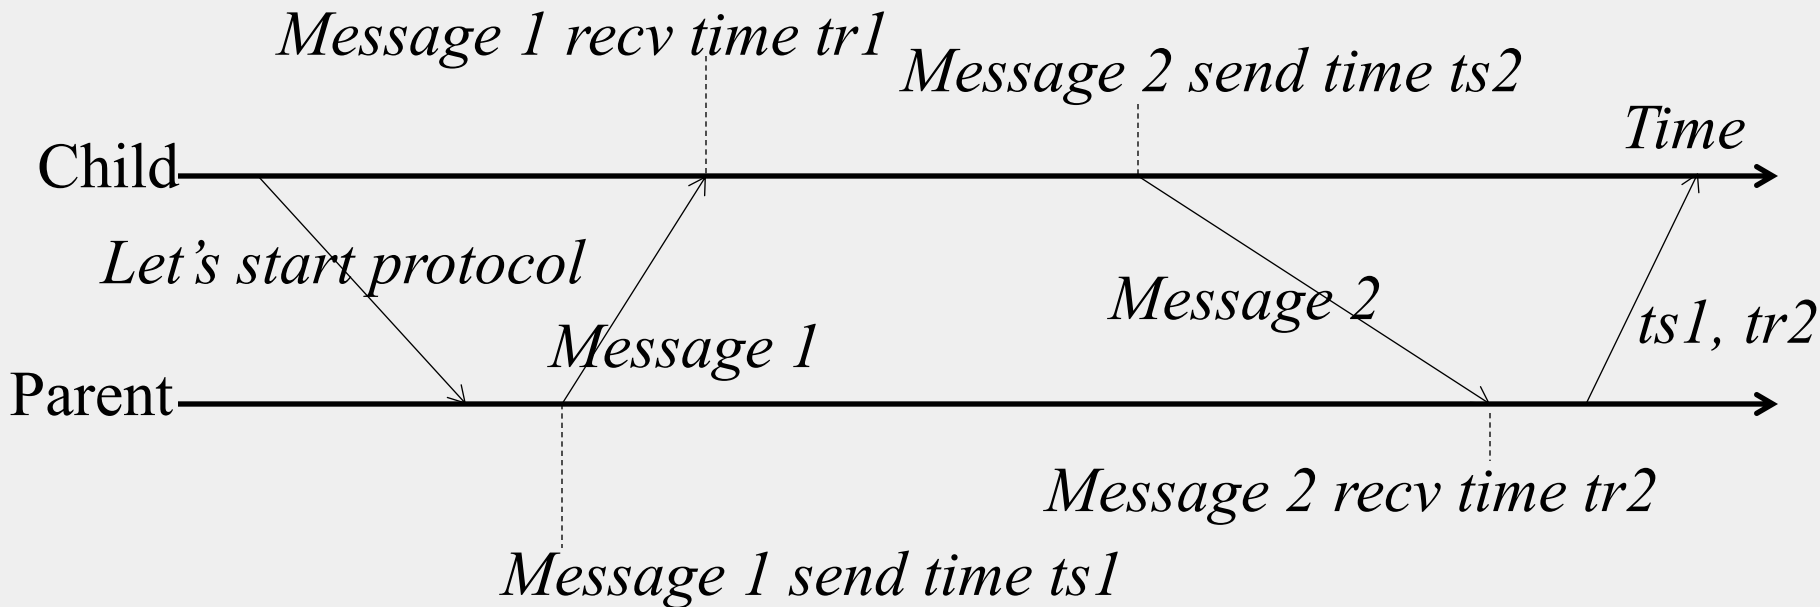 Message 1 recv time tr1
Message 2 send time ts2
Time
Child
Let’s start protocol
Message 2
ts1, tr2
Message 1
Parent
Message 2 recv time tr2
Message 1 send time ts1